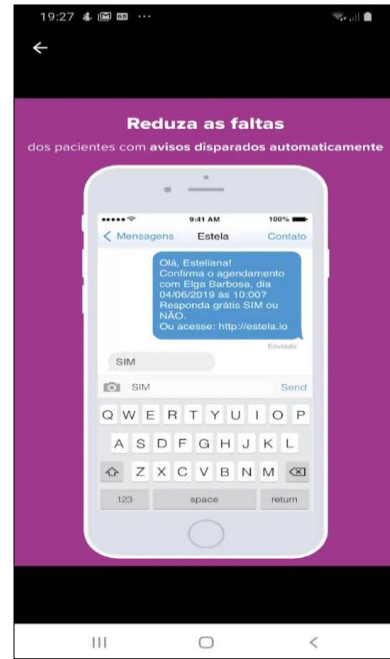 19:27
Reduza as faltas
dos pacientes com avisos disparados automaticamente
9:41 AM 100%
Mensagens Estela Contato
Olá, Esteliana!
Confirma o agendamento
com Elga Barbosa, dia
04/06/2019 às 10:00?
Responda grátis SIM ou
NÃO.
Ou acesse: http://estela.io
Enviado
SIM
SIM Send
Q W E R T Y U I O P
A S D F G H J K L
Z X C V B N M
123 space return